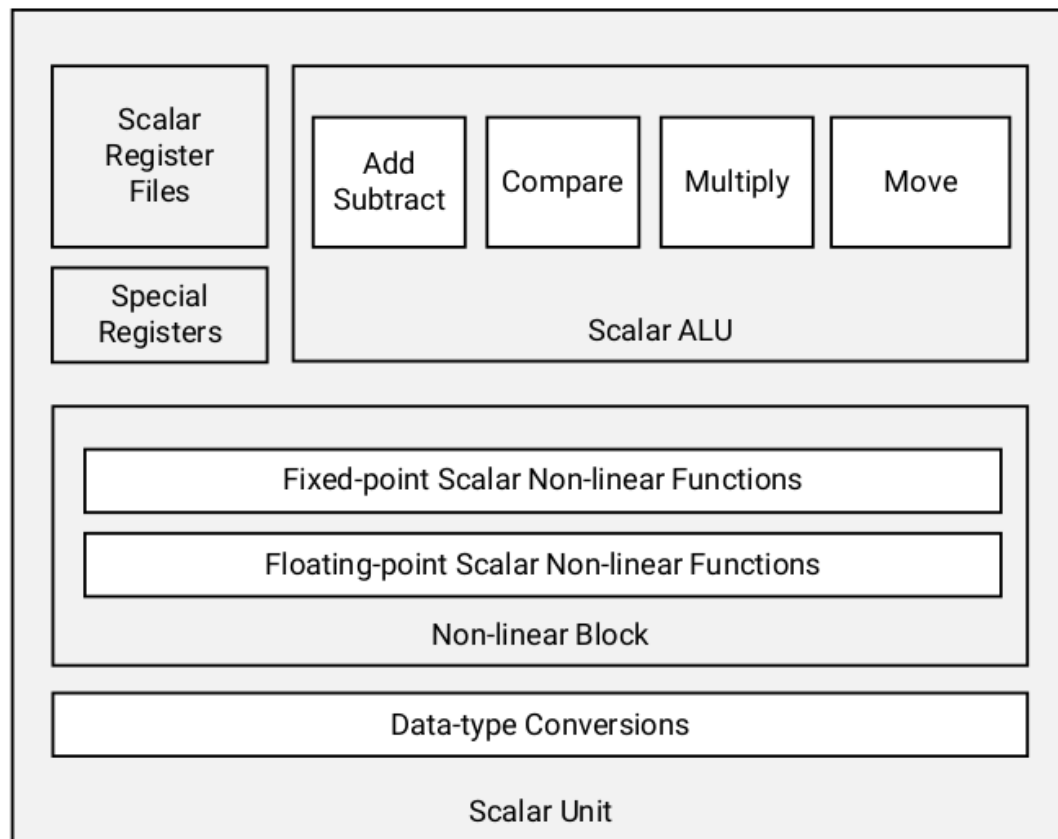 Scalar
Register
Files
Special
Registers
Add
Subtract
Compare
Multiply
Move
Scalar ALU
Fixed-point Scalar Non-linear Functions
Floating-point Scalar Non-linear Functions
Non-linear Block
Data-type Conversions
Scalar Unit